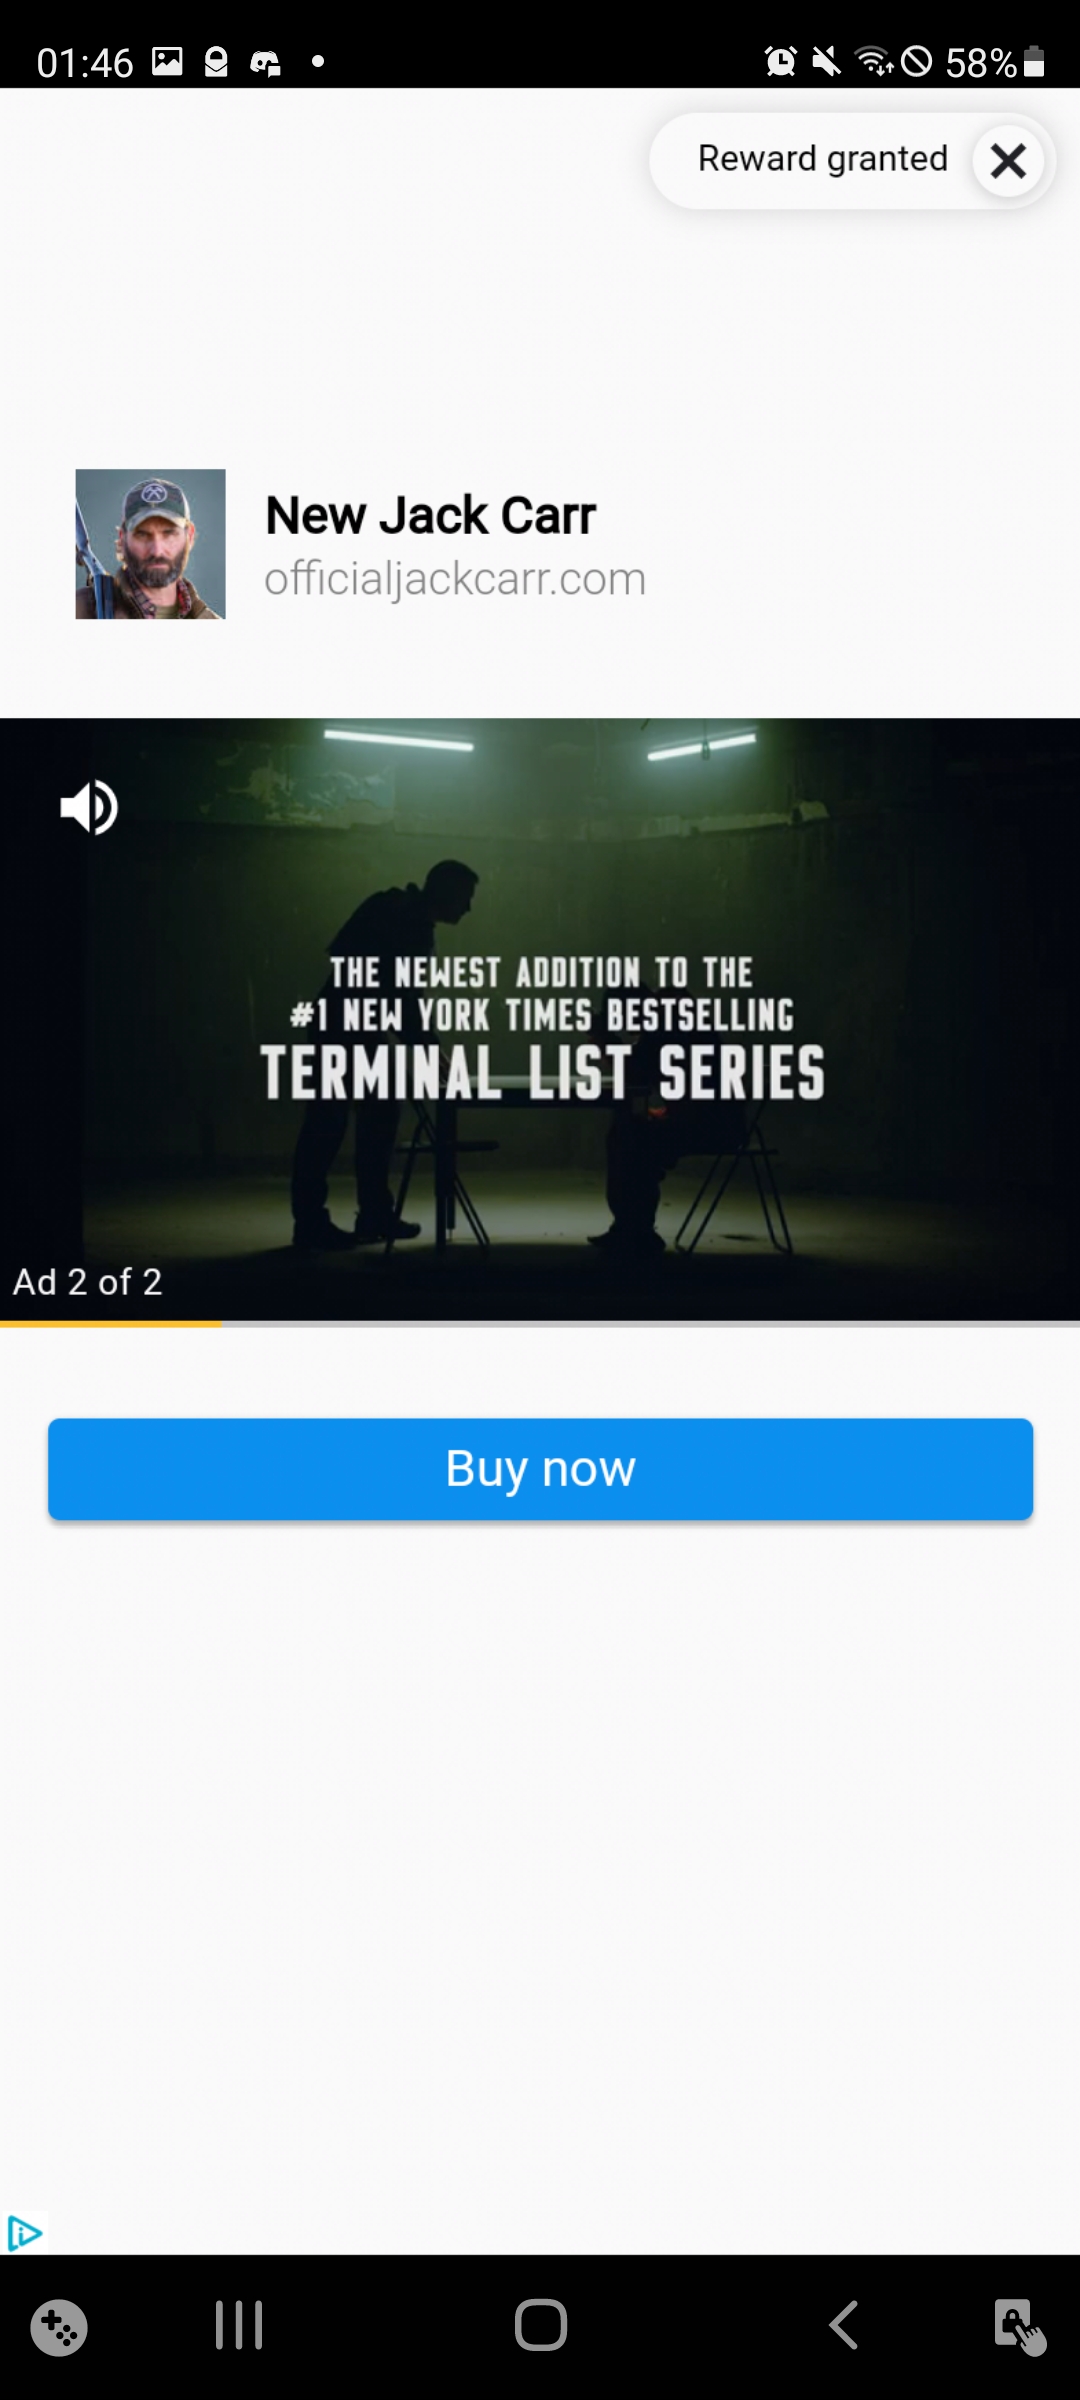 01:46
58%
Reward granted
New Jack Carr
officialjackcarr.com
THE NEWEST ADDITION TO THE
#1 NEW YORK TIMES BESTSELLING
TERMINAL LIST SERIES
Ad 2 of 2
Buy now